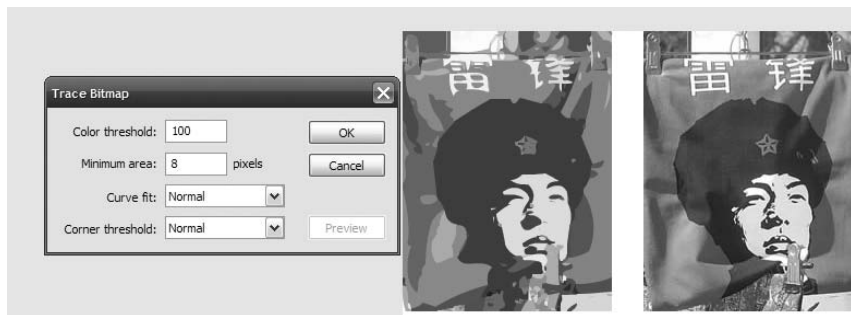 Trace Bitmap
Color threshold: 100
OK
Minimum area: 8 pixels
Cancel
Curve fit: Normal
Corner threshold: Normal
Preview
雷 锋
雷 锋